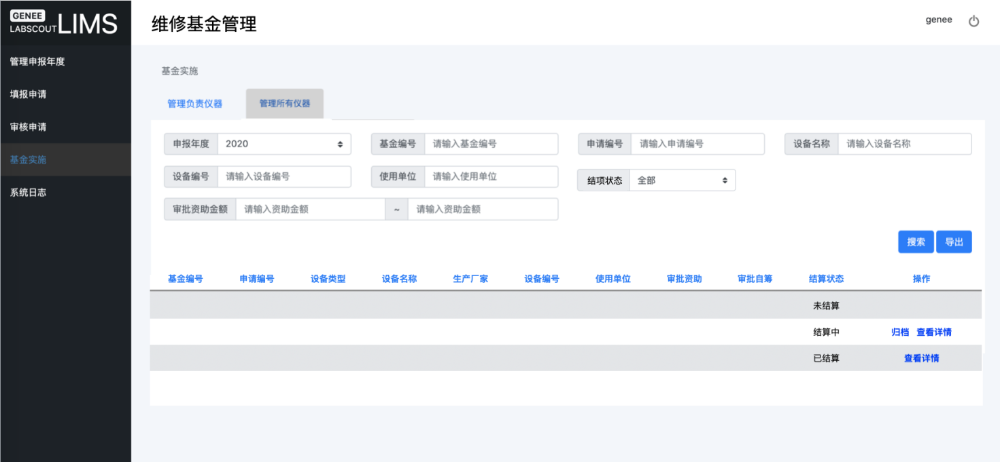 GENEE
LABSCOUT LIMS
维修基金管理
genee
管理申报年度
填报申请
审核申请
基金实施
系统日志
基金实施
管理负责仪器 管理所有仪器
申报年度 2020 基金编号 请输入基金编号 申请编号 请输入申请编号 设备名称 请输入设备名称
设备编号 请输入设备编号 使用单位 请输入使用单位 结项状态 全部
审批资助金额 请输入资助金额 ~ 请输入资助金额
搜索 导出
基金编号 申请编号 设备类型 设备名称 生产厂家 设备编号 使用单位 审批资助 审批自筹 结算状态 操作
未结算
结算中 归档 查看详情
已结算 查看详情